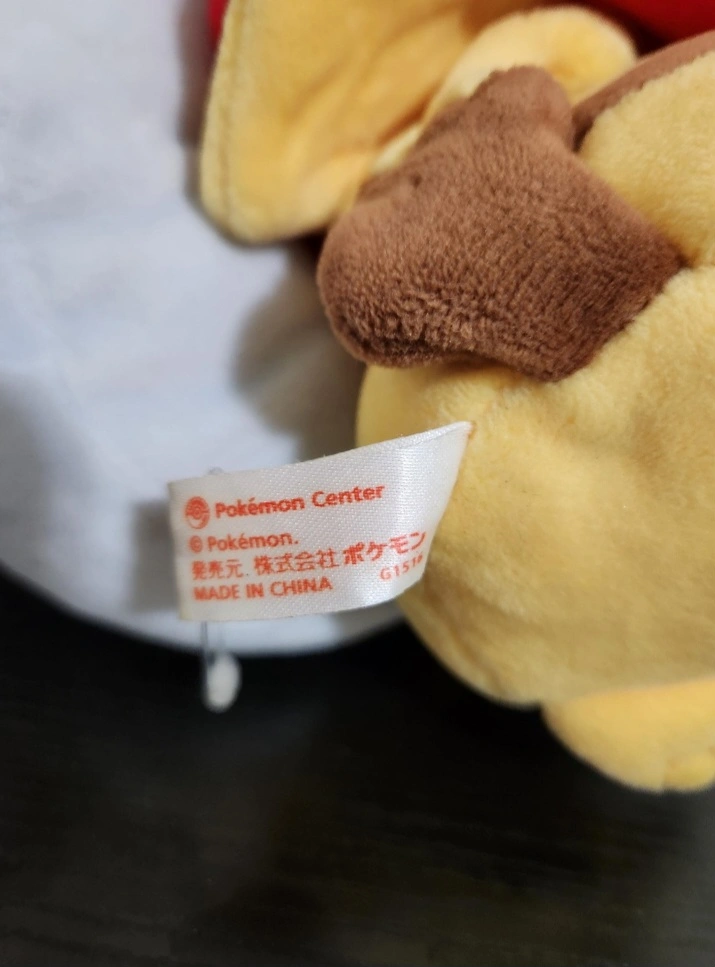 Pokémon Center
© Pokémon.
発売元. 株式会社ポケモン
MADE IN CHINA